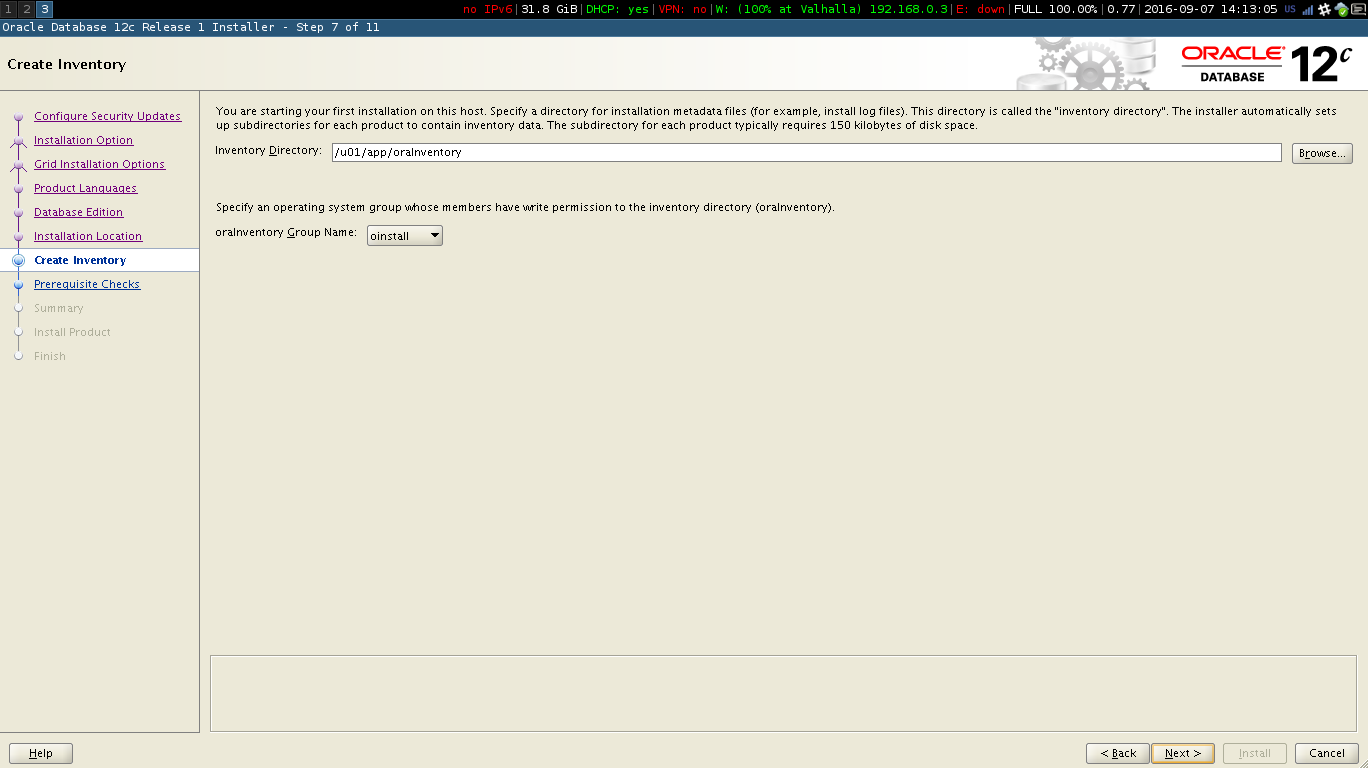 1 2 3 no IPv6|31.8 GiB|DHCP: yes|VPN: no|W: (100% at Valhalla) 192.168.0.3|E: down|FULL 100.00%|0.77|2016-09-07 14:13:05 US
Oracle Database 12c Release 1 Installer - Step 7 of 11
Create Inventory
ORACLE®
DATABASE
12c
Configure Security Updates
Installation Option
Grid Installation Options
Product Languages
Database Edition
Installation Location
Create Inventory
Prerequisite Checks
Summary
Install Product
Finish
You are starting your first installation on this host. Specify a directory for installation metadata files (for example, install log files). This directory is called the "inventory directory". The installer automatically sets
up subdirectories for each product to contain inventory data. The subdirectory for each product typically requires 150 kilobytes of disk space.
Inventory Directory: /u01/app/oraInventory Browse...
Specify an operating system group whose members have write permission to the inventory directory (oraInventory).
oraInventory Group Name: oinstall
Help < Back Next > Install Cancel